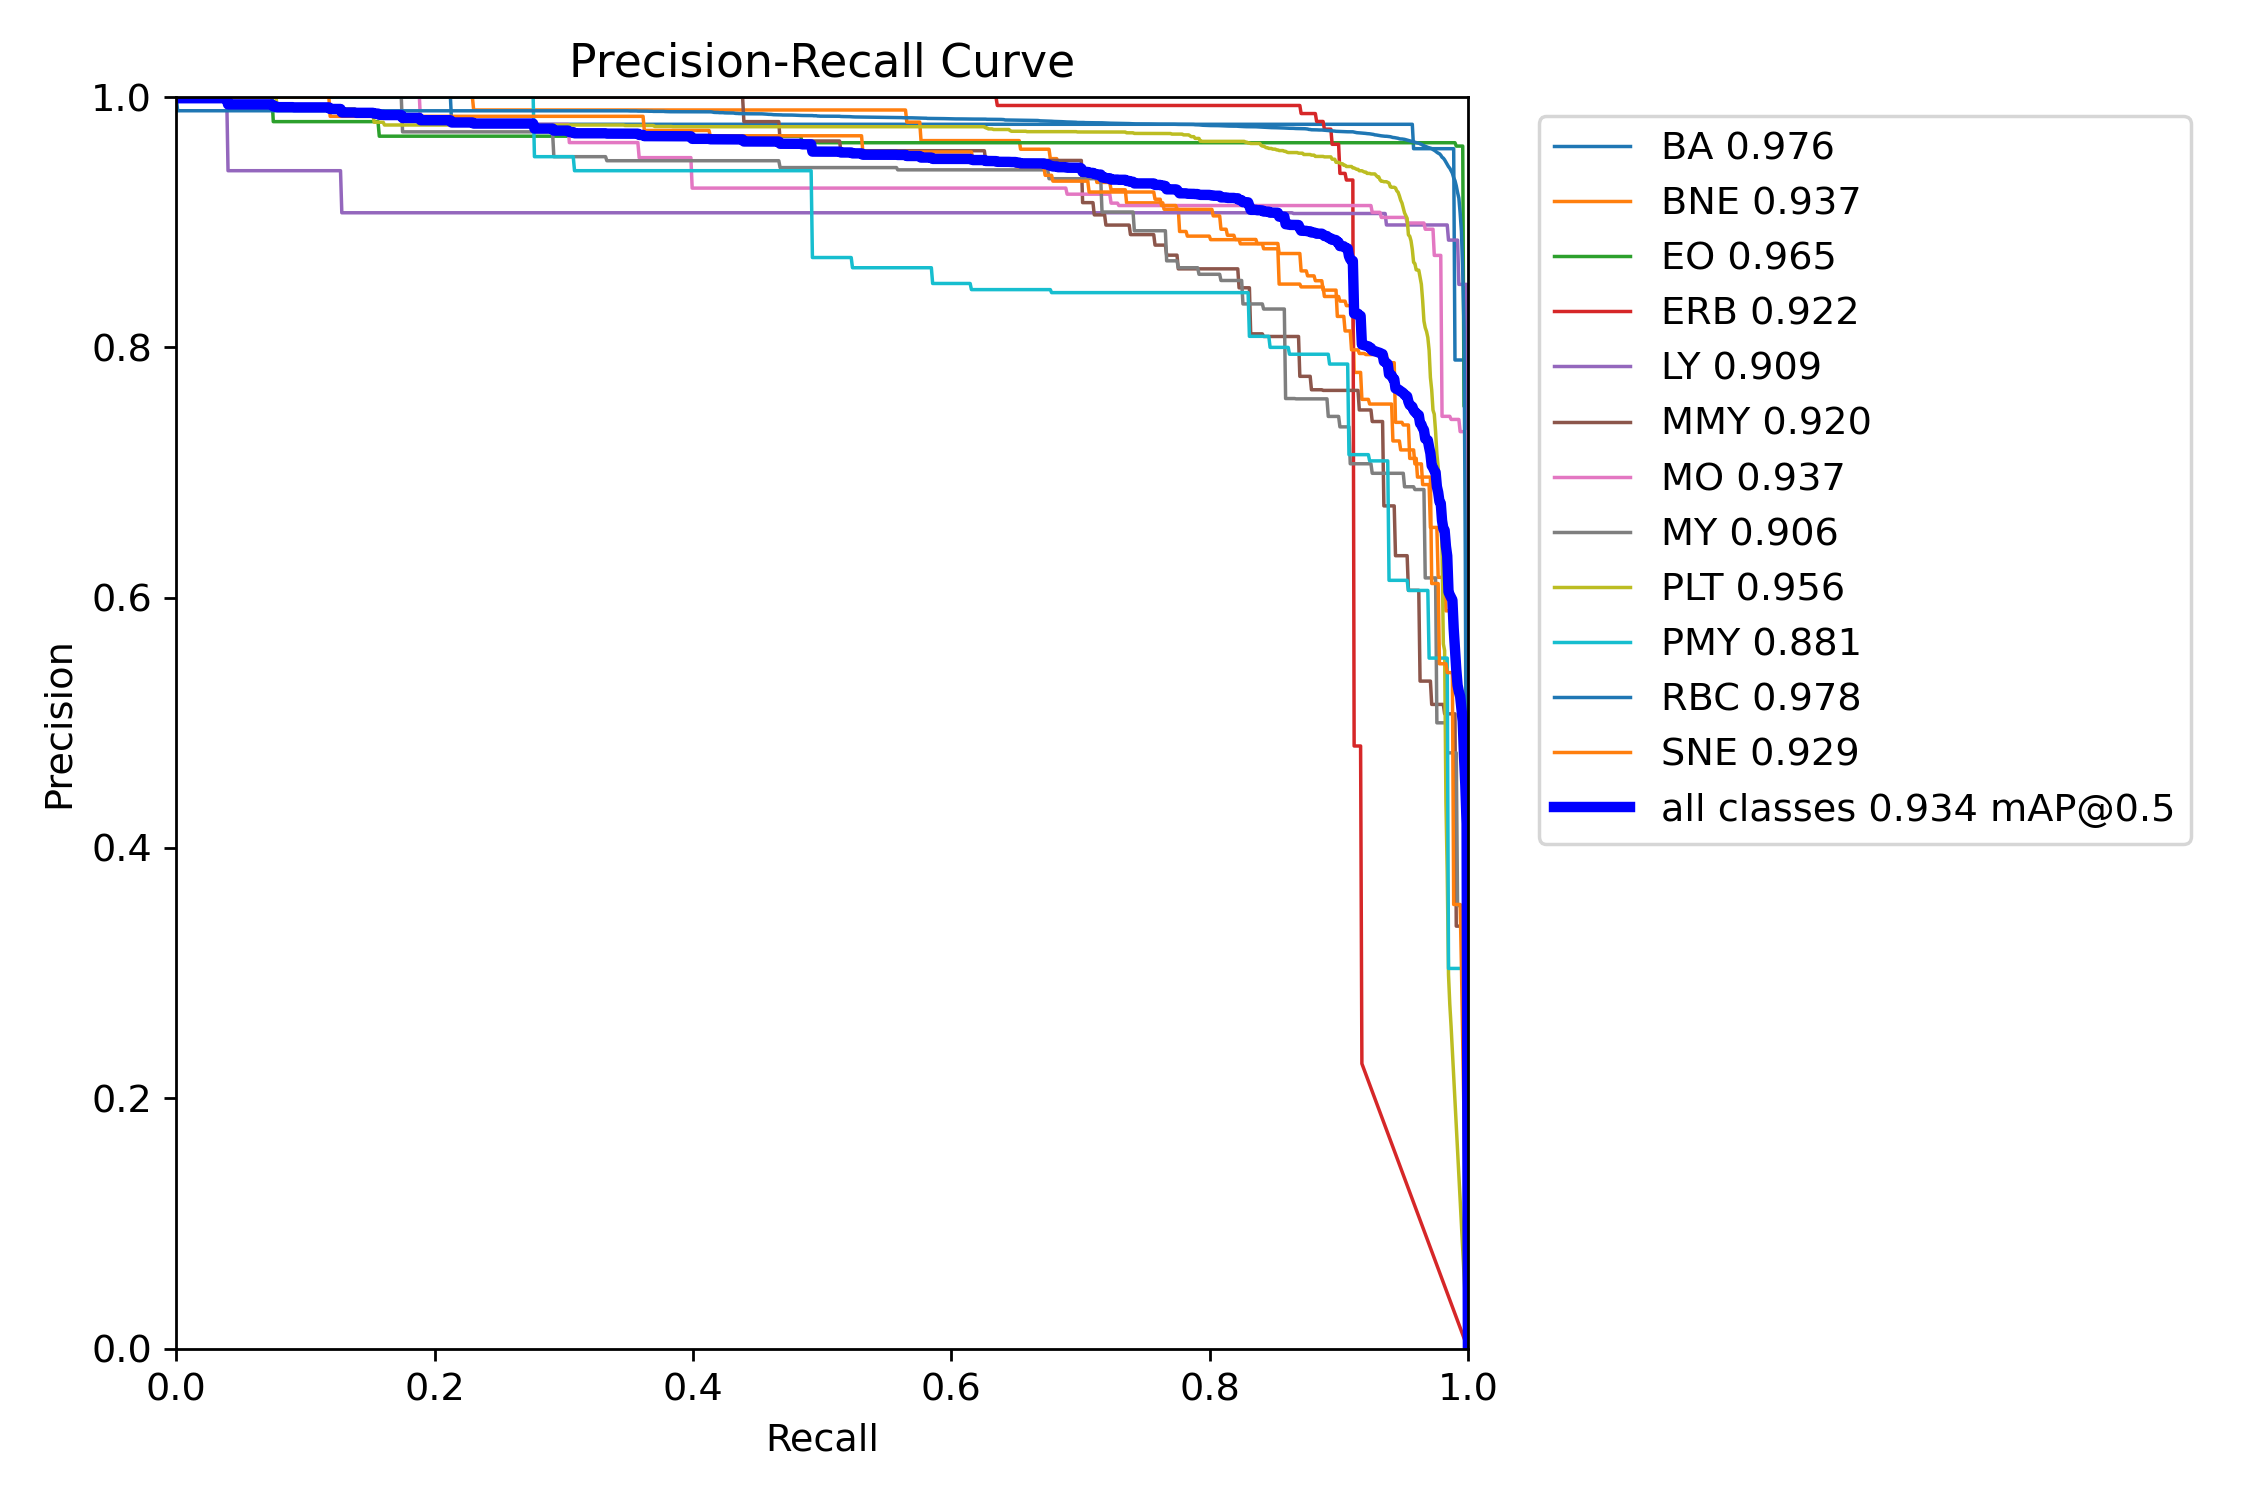 Precision-Recall Curve
1.0
0.8
0.6
0.4
0.2
0.0
Precision
0.0 0.2 0.4 0.6 0.8 1.0
Recall
BA 0.976
BNE 0.937
EO 0.965
ERB 0.922
LY 0.909
MMY 0.920
MO 0.937
MY 0.906
PLT 0.956
PMY 0.881
RBC 0.978
SNE 0.929
all classes 0.934 mAP@0.5